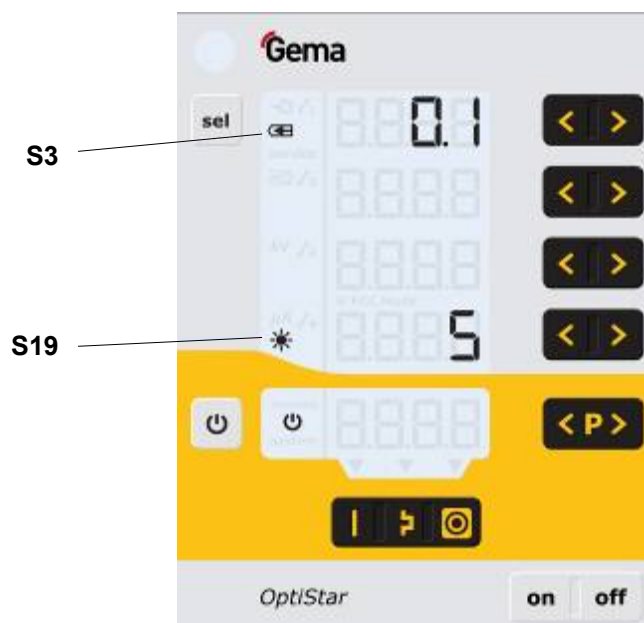 Gema
sel
0.1
S3
S19
5
< >
< >
< >
< >
< P >
OptiStar
on off